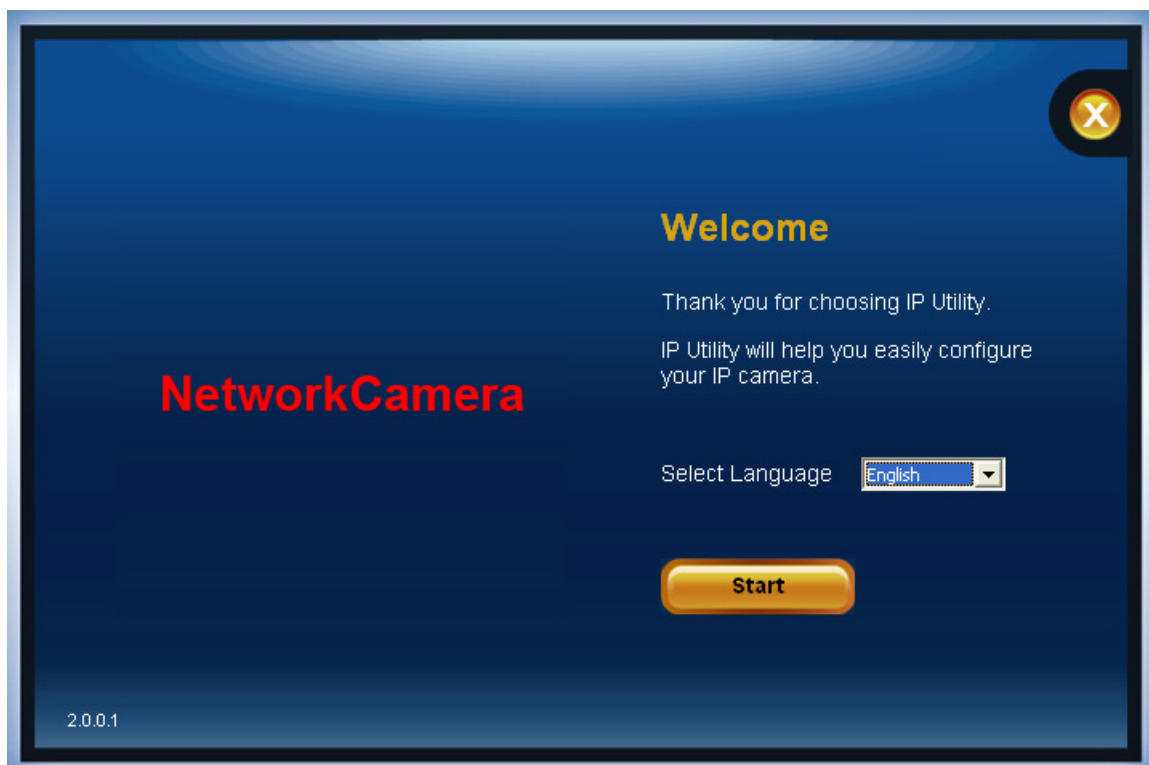 Welcome
Thank you for choosing IP Utility.
IP Utility will help you easily configure
your IP camera.
NetworkCamera
Select Language English
Start
2.0.0.1